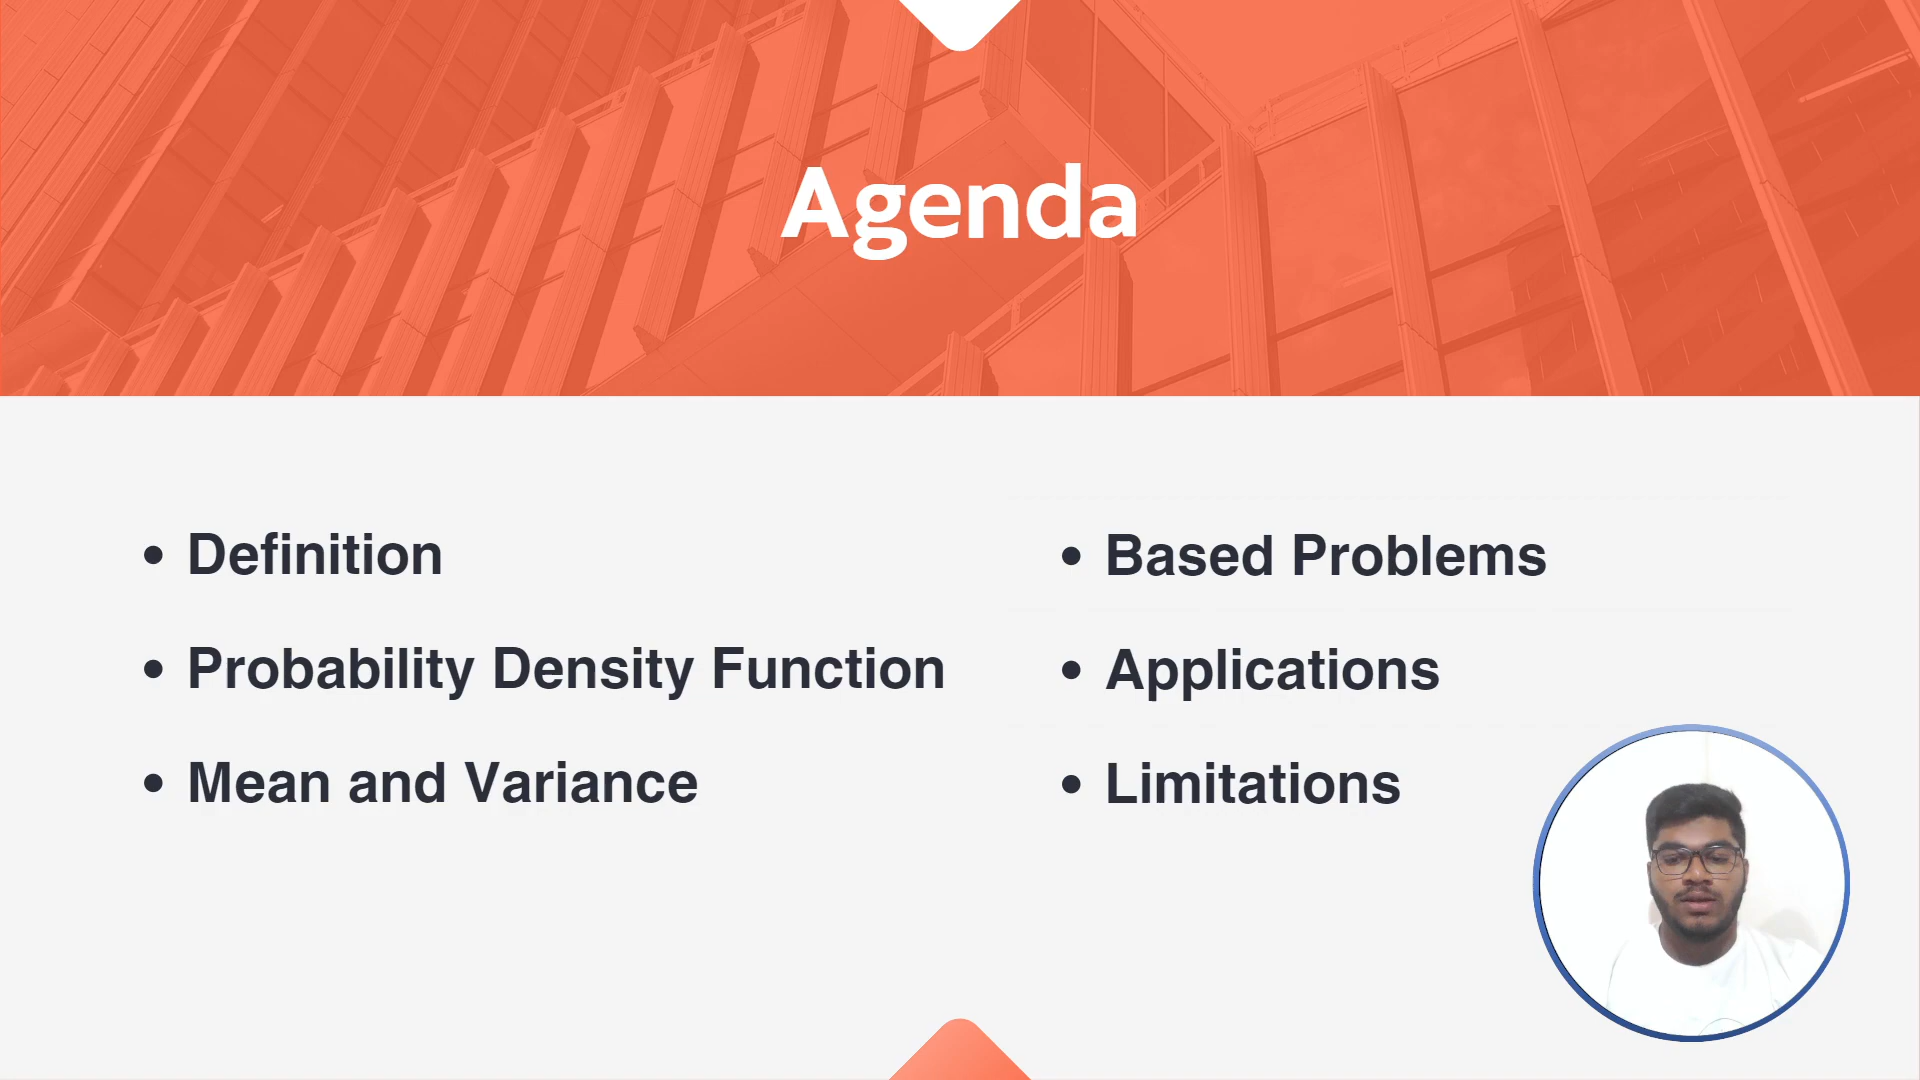 Agenda
• Definition
• Probability Density Function
• Mean and Variance
• Based Problems
• Applications
• Limitations